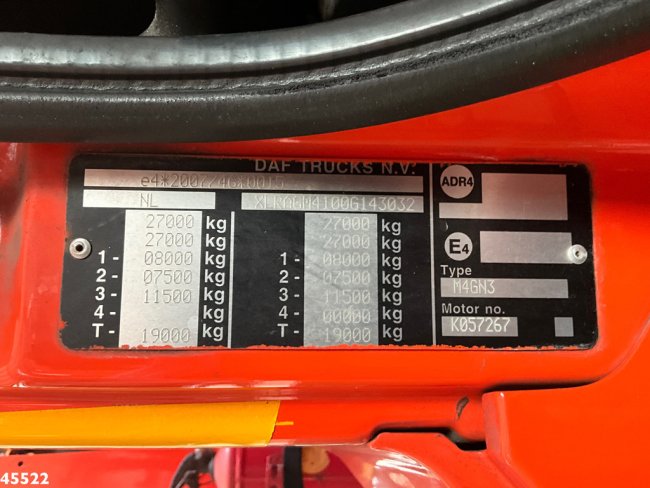 DAF TRUCKS N.V.
e4*2007/46*0015
NL XLRAGN4100G143032
27000 kg 27000 kg
27000 kg 27000 kg
1- 08000 kg 1- 08000 kg
2- 07500 kg 2- 07500 kg
3- 11500 kg 3- 11500 kg
4- kg 4- 00000 kg
T- 19000 kg T- 19000 kg
ADR4
E4
Type
M4GN3
Motor no.
K057267
45522